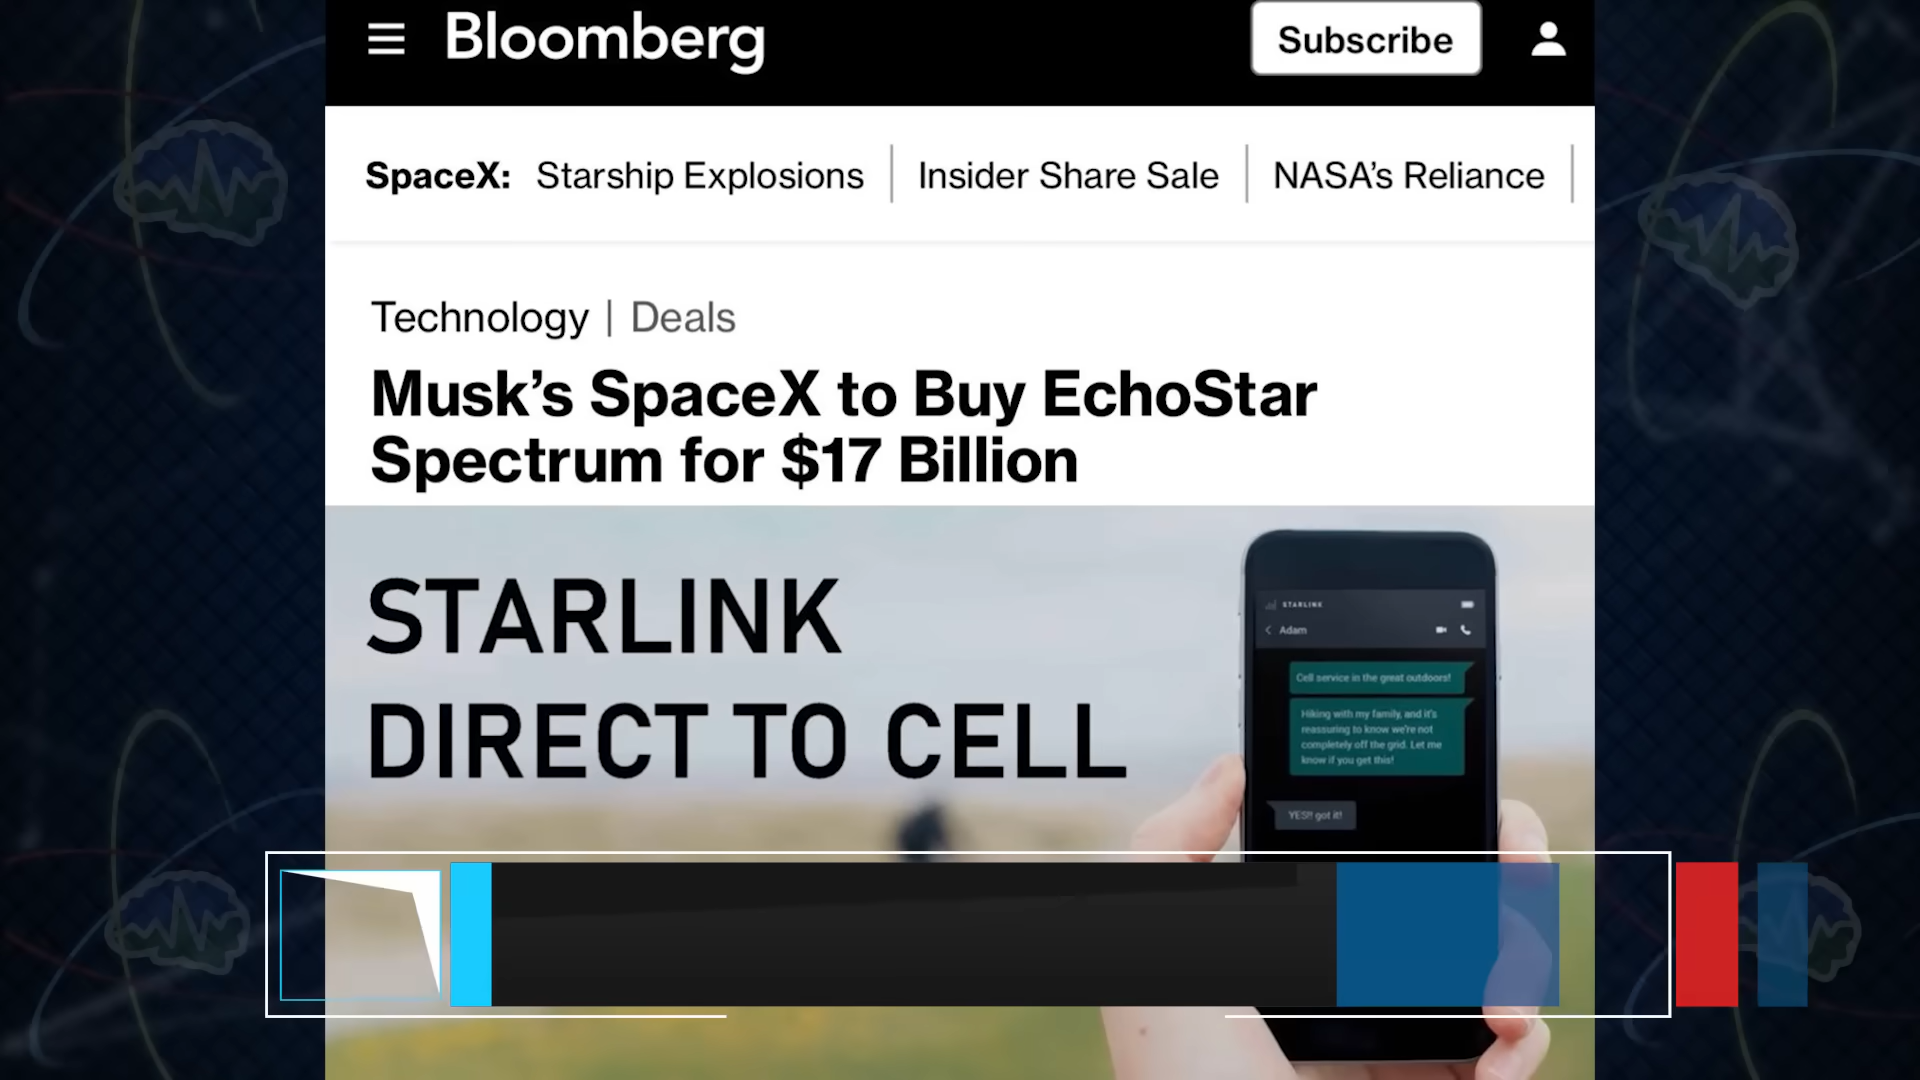 Bloomberg
Subscribe
SpaceX: Starship Explosions | Insider Share Sale | NASA's Reliance |
Technology | Deals
Musk's SpaceX to Buy EchoStar
Spectrum for $17 Billion
STARLINK
DIRECT TO CELL
STARLINK
Adam
Cell service in the great outdoors!
Hiking with my family, and it's
reassuring to know we're not
completely off the grid. Let me
know if you get this!
YES!! got it!